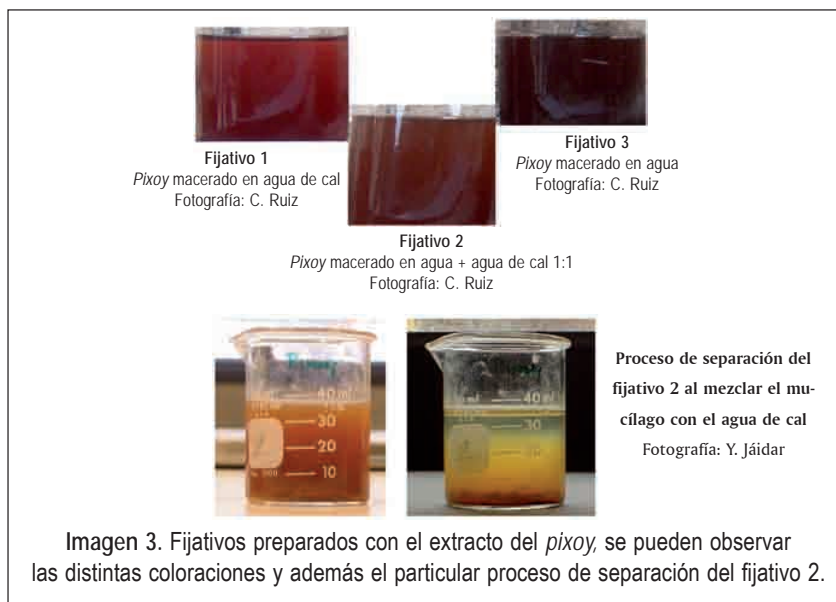 Fijativo 1
Pixoy macerado en agua de cal
Fotografía: C. Ruiz
Fijativo 2
Pixoy macerado en agua + agua de cal 1:1
Fotografía: C. Ruiz
Fijativo 3
Pixoy macerado en agua
Fotografía: C. Ruiz
Pixoy
40 ml
30
20
10
40 ml
30
20
Proceso de separación del
fijativo 2 al mezclar el mu-
cílago con el agua de cal
Fotografía: Y. Jáidar
Imagen 3. Fijativos preparados con el extracto del pixoy, se pueden observar
las distintas coloraciones y además el particular proceso de separación del fijativo 2.